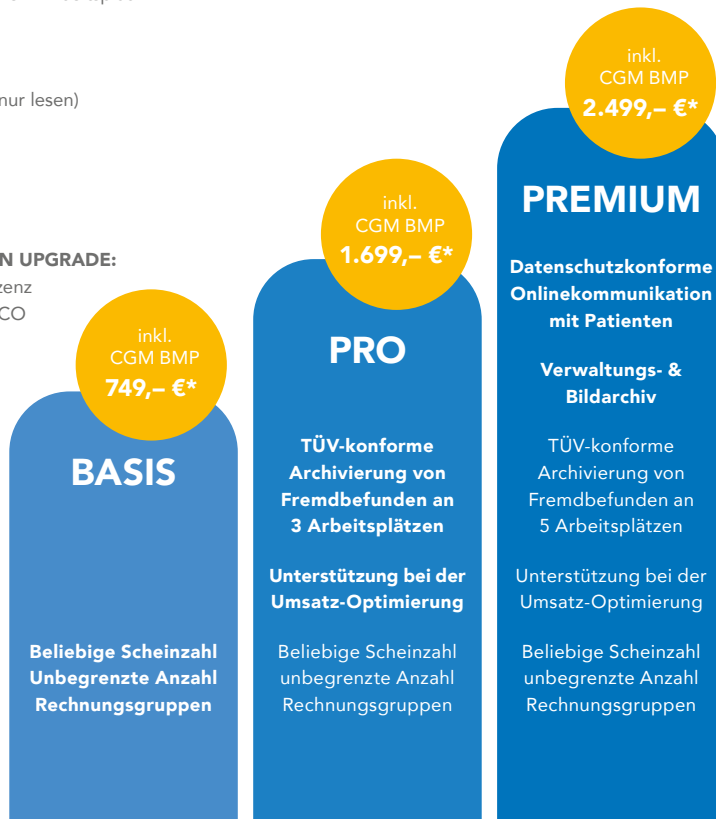 nur lesen)
N UPGRADE:
zenz
CO
inkl.
CGM BMP
749,– €*
BASIS
Beliebige Scheinzahl
Unbegrenzte Anzahl
Rechnungsgruppen
inkl.
CGM BMP
1.699,– €*
PRO
TÜV-konforme
Archivierung von
Fremdbefunden an
3 Arbeitsplätzen
Unterstützung bei der
Umsatz-Optimierung
Beliebige Scheinzahl
unbegrenzte Anzahl
Rechnungsgruppen
inkl.
CGM BMP
2.499,– €*
PREMIUM
Datenschutzkonforme
Onlinekommunikation
mit Patienten
Verwaltungs- &
Bildarchiv
TÜV-konforme
Archivierung von
Fremdbefunden an
5 Arbeitsplätzen
Unterstützung bei der
Umsatz-Optimierung
Beliebige Scheinzahl
unbegrenzte Anzahl
Rechnungsgruppen